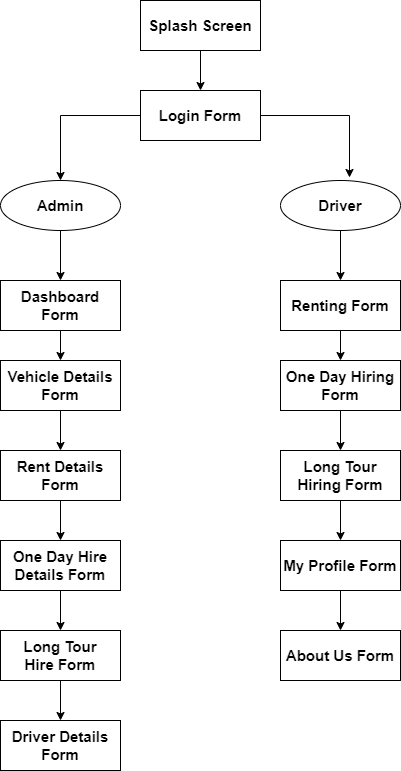 Splash Screen
Login Form
Admin
Driver
Dashboard
Form
Renting Form
Vehicle Details
Form
One Day Hiring
Form
Rent Details
Form
Long Tour
Hiring Form
One Day Hire
Details Form
My Profile Form
Long Tour
Hire Form
About Us Form
Driver Details
Form